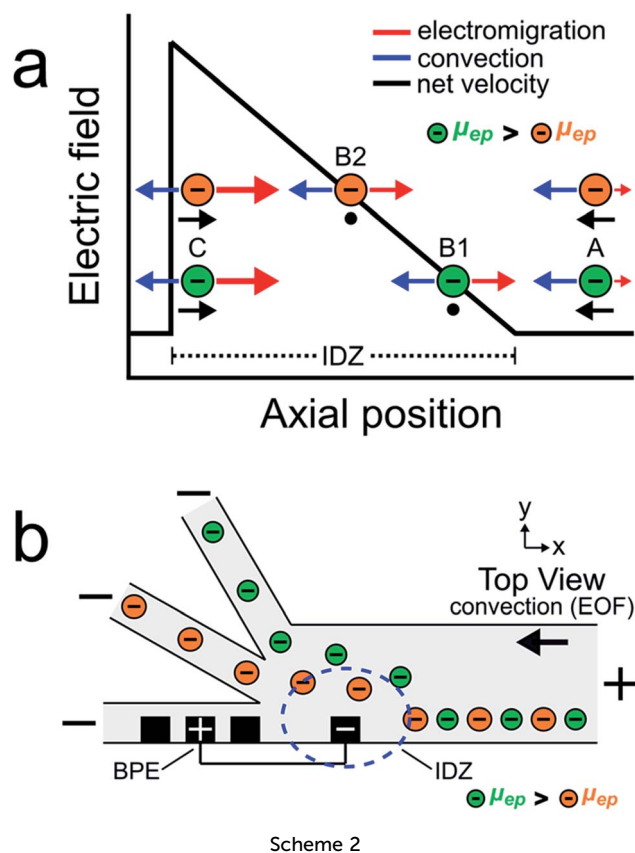 a
electromigration
convection
net velocity
− μep > − μep
B2
C
B1
A
Electric field
IDZ
Axial position
b
−
y
x
Top View
convection (EOF)
−
+
−
+
−
BPE
IDZ
− μep > − μep
Scheme 2